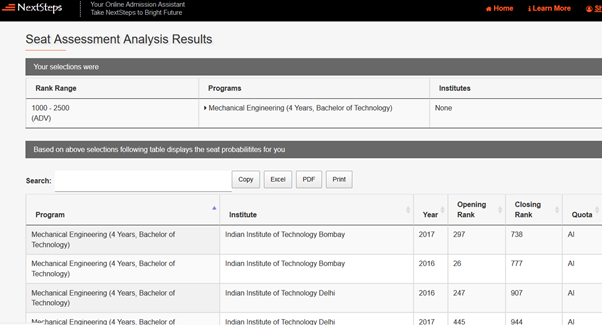 NextSteps
Your Online Admission Assistant
Take NextSteps to Bright Future
Home
Learn More
Seat Assessment Analysis Results
Your selections were
Rank Range Programs Institutes
1000 - 2500 Mechanical Engineering (4 Years, Bachelor of Technology) None
(ADV)
Based on above selections following table displays the seat probabilitites for you
Search: Copy Excel PDF Print
Program Institute Year Opening Rank Closing Rank Quota
Mechanical Engineering (4 Years, Bachelor of Indian Institute of Technology Bombay 2017 297 738 AI
Technology)
Mechanical Engineering (4 Years, Bachelor of Indian Institute of Technology Bombay 2016 26 777 AI
Technology)
Mechanical Engineering (4 Years, Bachelor of Indian Institute of Technology Delhi 2016 247 907 AI
Technology)
Mechanical Engineering (4 Years, Bachelor of Indian Institute of Technology Delhi 2017 445 944 AI